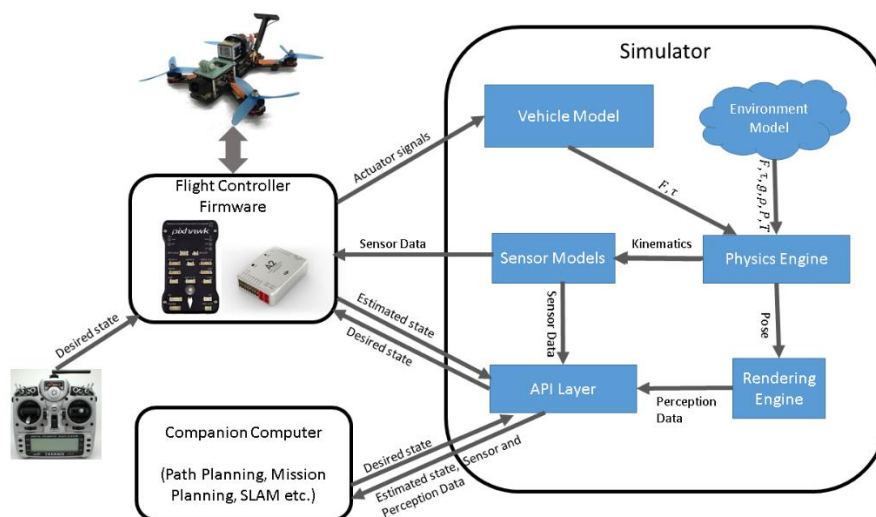 Simulator
Vehicle Model
Environment
Model
Actuator signals
F, τ
F, τ, g, ρ, P, T
Flight Controller
Firmware
pixhawk
A2
Sensor Data
Sensor Models
Kinematics
Physics Engine
Estimated state
Desired state
Sensor Data
Pose
Desired state
API Layer
Perception
Data
Rendering
Engine
Companion Computer
(Path Planning, Mission
Planning, SLAM etc.)
Desired state
Estimated state, Sensor and
Perception Data